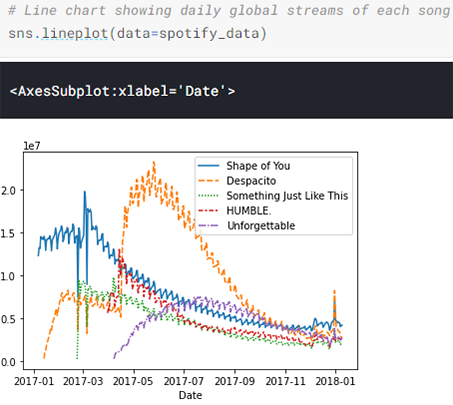 # Line chart showing daily global streams of each song
sns.lineplot(data=spotify_data)
<AxesSubplot:xlabel='Date'>
1e7
Shape of You
Despacito
Something Just Like This
HUMBLE.
Unforgettable
2.0
1.5
1.0
0.5
0.0
2017-01 2017-03 2017-05 2017-07 2017-09 2017-11 2018-01
Date